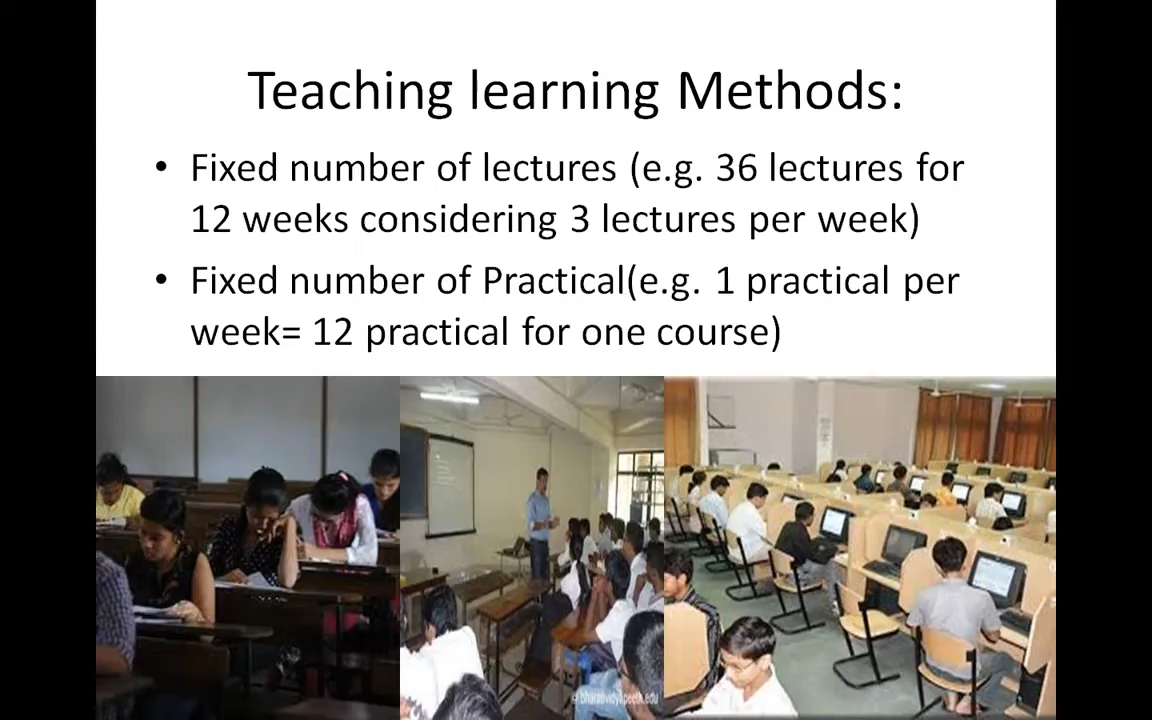 Teaching learning Methods:
• Fixed number of lectures (e.g. 36 lectures for
12 weeks considering 3 lectures per week)
• Fixed number of Practical(e.g. 1 practical per
week= 12 practical for one course)